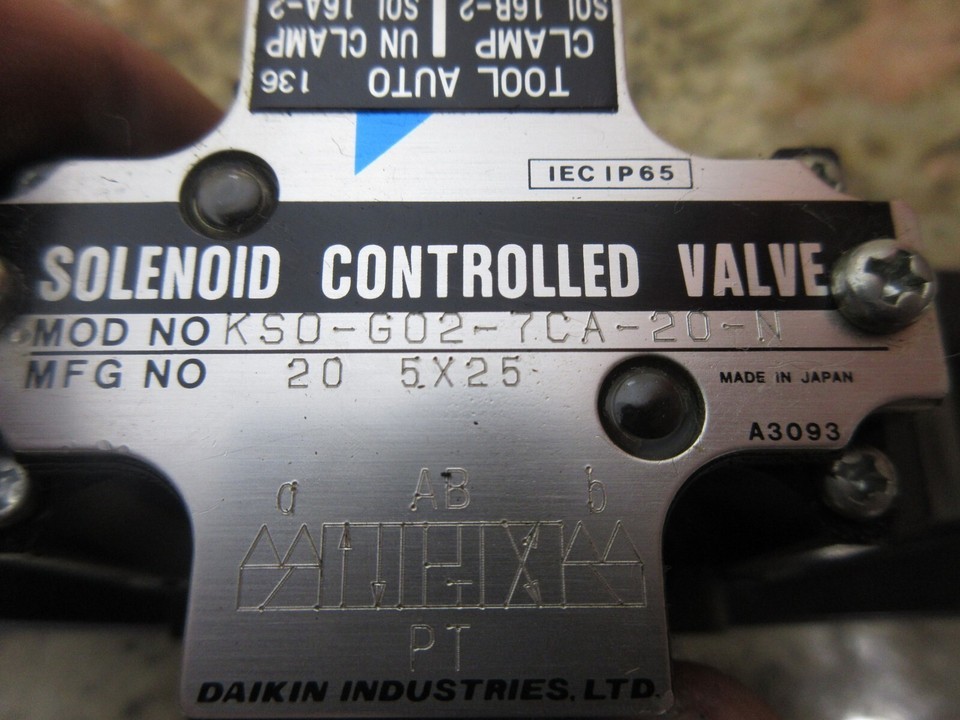 TOOL AUTO 136
CLAMP UN CLAMP
SOL 16B-2 SOL 16A-2
IEC IP65
SOLENOID CONTROLLED VALVE
MOD NO KSO-G02-7CA-20-N
MFG NO 20 5X25
MADE IN JAPAN
A3093
a AB b
PT
DAIKIN INDUSTRIES, LTD.